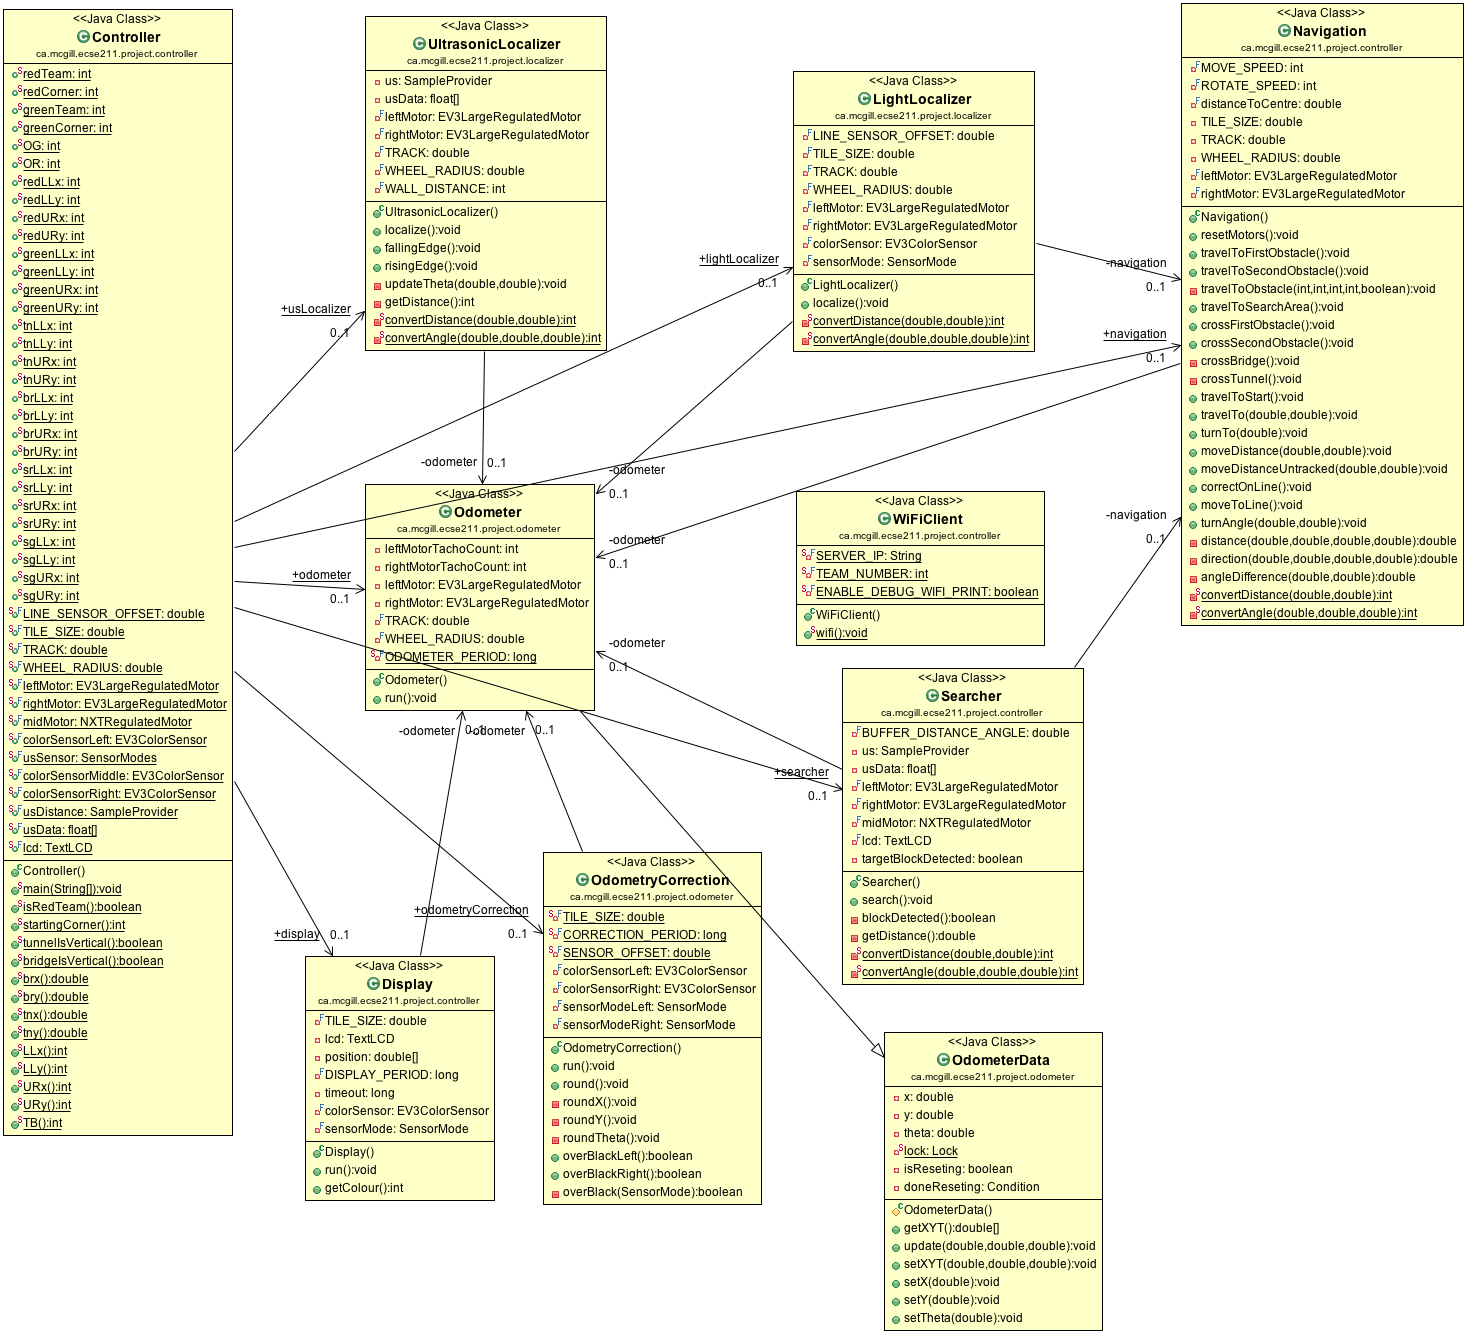 <<Java Class>>
Controller
ca.mcgill.ecse211.project.controller
redTeam: int
redCorner: int
greenTeam: int
greenCorner: int
OG: int
OR: int
redLLx: int
redLLy: int
redURx: int
redURy: int
greenLLx: int
greenLLy: int
greenURx: int
greenURy: int
tnLLx: int
tnLLy: int
tnURx: int
tnURy: int
brLLx: int
brLLy: int
brURx: int
brURy: int
srLLx: int
srLLy: int
srURx: int
srURy: int
sgLLx: int
sgLLy: int
sgURx: int
sgURy: int
LINE_SENSOR_OFFSET: double
TILE_SIZE: double
TRACK: double
WHEEL_RADIUS: double
leftMotor: EV3LargeRegulatedMotor
rightMotor: EV3LargeRegulatedMotor
midMotor: NXTRegulatedMotor
colorSensorLeft: EV3ColorSensor
usSensor: SensorModes
colorSensorMiddle: EV3ColorSensor
colorSensorRight: EV3ColorSensor
usDistance: SampleProvider
usData: float[]
lcd: TextLCD
Controller()
main(String[]):void
isRedTeam():boolean
startingCorner():int
tunnelIsVertical():boolean
bridgeIsVertical():boolean
brx():double
bry():double
tnx():double
tny():double
LLx():int
LLy():int
URx():int
URy():int
TB():int
<<Java Class>>
UltrasonicLocalizer
ca.mcgill.ecse211.project.localizer
us: SampleProvider
usData: float[]
leftMotor: EV3LargeRegulatedMotor
rightMotor: EV3LargeRegulatedMotor
TRACK: double
WHEEL_RADIUS: double
WALL_DISTANCE: int
UltrasonicLocalizer()
localize():void
fallingEdge():void
risingEdge():void
updateTheta(double,double):void
getDistance():int
convertDistance(double,double):int
convertAngle(double,double,double):int
<<Java Class>>
LightLocalizer
ca.mcgill.ecse211.project.localizer
LINE_SENSOR_OFFSET: double
TILE_SIZE: double
TRACK: double
WHEEL_RADIUS: double
leftMotor: EV3LargeRegulatedMotor
rightMotor: EV3LargeRegulatedMotor
colorSensor: EV3ColorSensor
sensorMode: SensorMode
LightLocalizer()
localize():void
convertDistance(double,double):int
convertAngle(double,double,double):int
<<Java Class>>
Navigation
ca.mcgill.ecse211.project.controller
MOVE_SPEED: int
ROTATE_SPEED: int
distanceToCentre: double
TILE_SIZE: double
TRACK: double
WHEEL_RADIUS: double
leftMotor: EV3LargeRegulatedMotor
rightMotor: EV3LargeRegulatedMotor
Navigation()
resetMotors():void
travelToFirstObstacle():void
travelToSecondObstacle():void
travelToObstacle(int,int,int,int,boolean):void
travelToSearchArea():void
crossFirstObstacle():void
crossSecondObstacle():void
crossBridge():void
crossTunnel():void
travelToStart():void
travelTo(double,double):void
turnTo(double):void
moveDistance(double,double):void
moveDistanceUntracked(double,double):void
correctOnLine():void
moveToLine():void
turnAngle(double,double):void
distance(double,double,double,double):double
direction(double,double,double,double):double
angleDifference(double,double):double
convertDistance(double,double):int
convertAngle(double,double,double):int
+usLocalizer
0..1
+lightLocalizer
0..1
-navigation
0..1
+navigation
0..1
-odometer
0..1
-odometer
0..1
-odometer
0..1
+odometer
0..1
-navigation
0..1
-odometer
0..1
+searcher
0..1
-odometer
0..1
-odometer
0..1
+odometryCorrection
0..1
+display
0..1
<<Java Class>>
Odometer
ca.mcgill.ecse211.project.odometer
leftMotorTachoCount: int
rightMotorTachoCount: int
leftMotor: EV3LargeRegulatedMotor
rightMotor: EV3LargeRegulatedMotor
TRACK: double
WHEEL_RADIUS: double
ODOMETER_PERIOD: long
Odometer()
run():void
<<Java Class>>
WiFiClient
ca.mcgill.ecse211.project.controller
SERVER_IP: String
TEAM_NUMBER: int
ENABLE_DEBUG_WIFI_PRINT: boolean
WiFiClient()
wifi():void
<<Java Class>>
Searcher
ca.mcgill.ecse211.project.controller
BUFFER_DISTANCE_ANGLE: double
us: SampleProvider
usData: float[]
leftMotor: EV3LargeRegulatedMotor
rightMotor: EV3LargeRegulatedMotor
midMotor: NXTRegulatedMotor
lcd: TextLCD
targetBlockDetected: boolean
Searcher()
search():void
blockDetected():boolean
getDistance():double
convertDistance(double,double):int
convertAngle(double,double,double):int
<<Java Class>>
Display
ca.mcgill.ecse211.project.controller
TILE_SIZE: double
lcd: TextLCD
position: double[]
DISPLAY_PERIOD: long
timeout: long
colorSensor: EV3ColorSensor
sensorMode: SensorMode
Display()
run():void
getColour():int
<<Java Class>>
OdometryCorrection
ca.mcgill.ecse211.project.odometer
TILE_SIZE: double
CORRECTION_PERIOD: long
SENSOR_OFFSET: double
colorSensorLeft: EV3ColorSensor
colorSensorRight: EV3ColorSensor
sensorModeLeft: SensorMode
sensorModeRight: SensorMode
OdometryCorrection()
run():void
round():void
roundX():void
roundY():void
roundTheta():void
overBlackLeft():boolean
overBlackRight():boolean
overBlack(SensorMode):boolean
<<Java Class>>
OdometerData
ca.mcgill.ecse211.project.odometer
x: double
y: double
theta: double
lock: Lock
isReseting: boolean
doneReseting: Condition
OdometerData()
getXYT():double[]
update(double,double,double):void
setXYT(double,double,double):void
setX(double):void
setY(double):void
setTheta(double):void